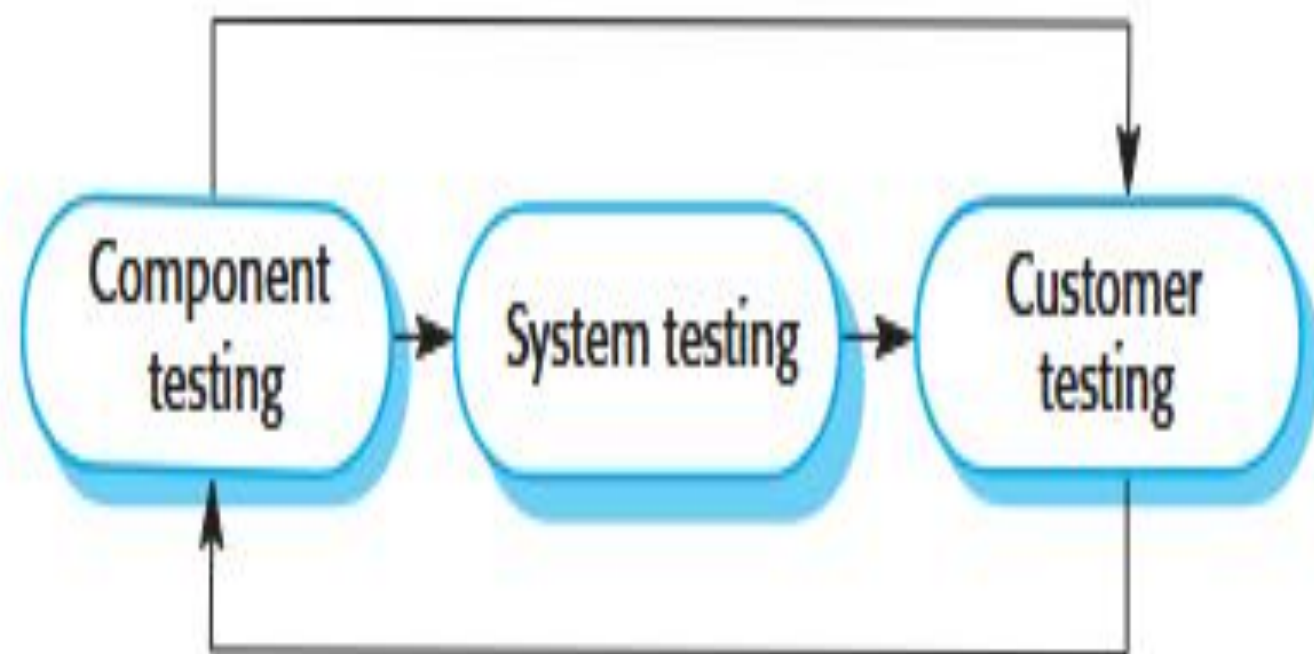 Component
testing
System testing
Customer
testing